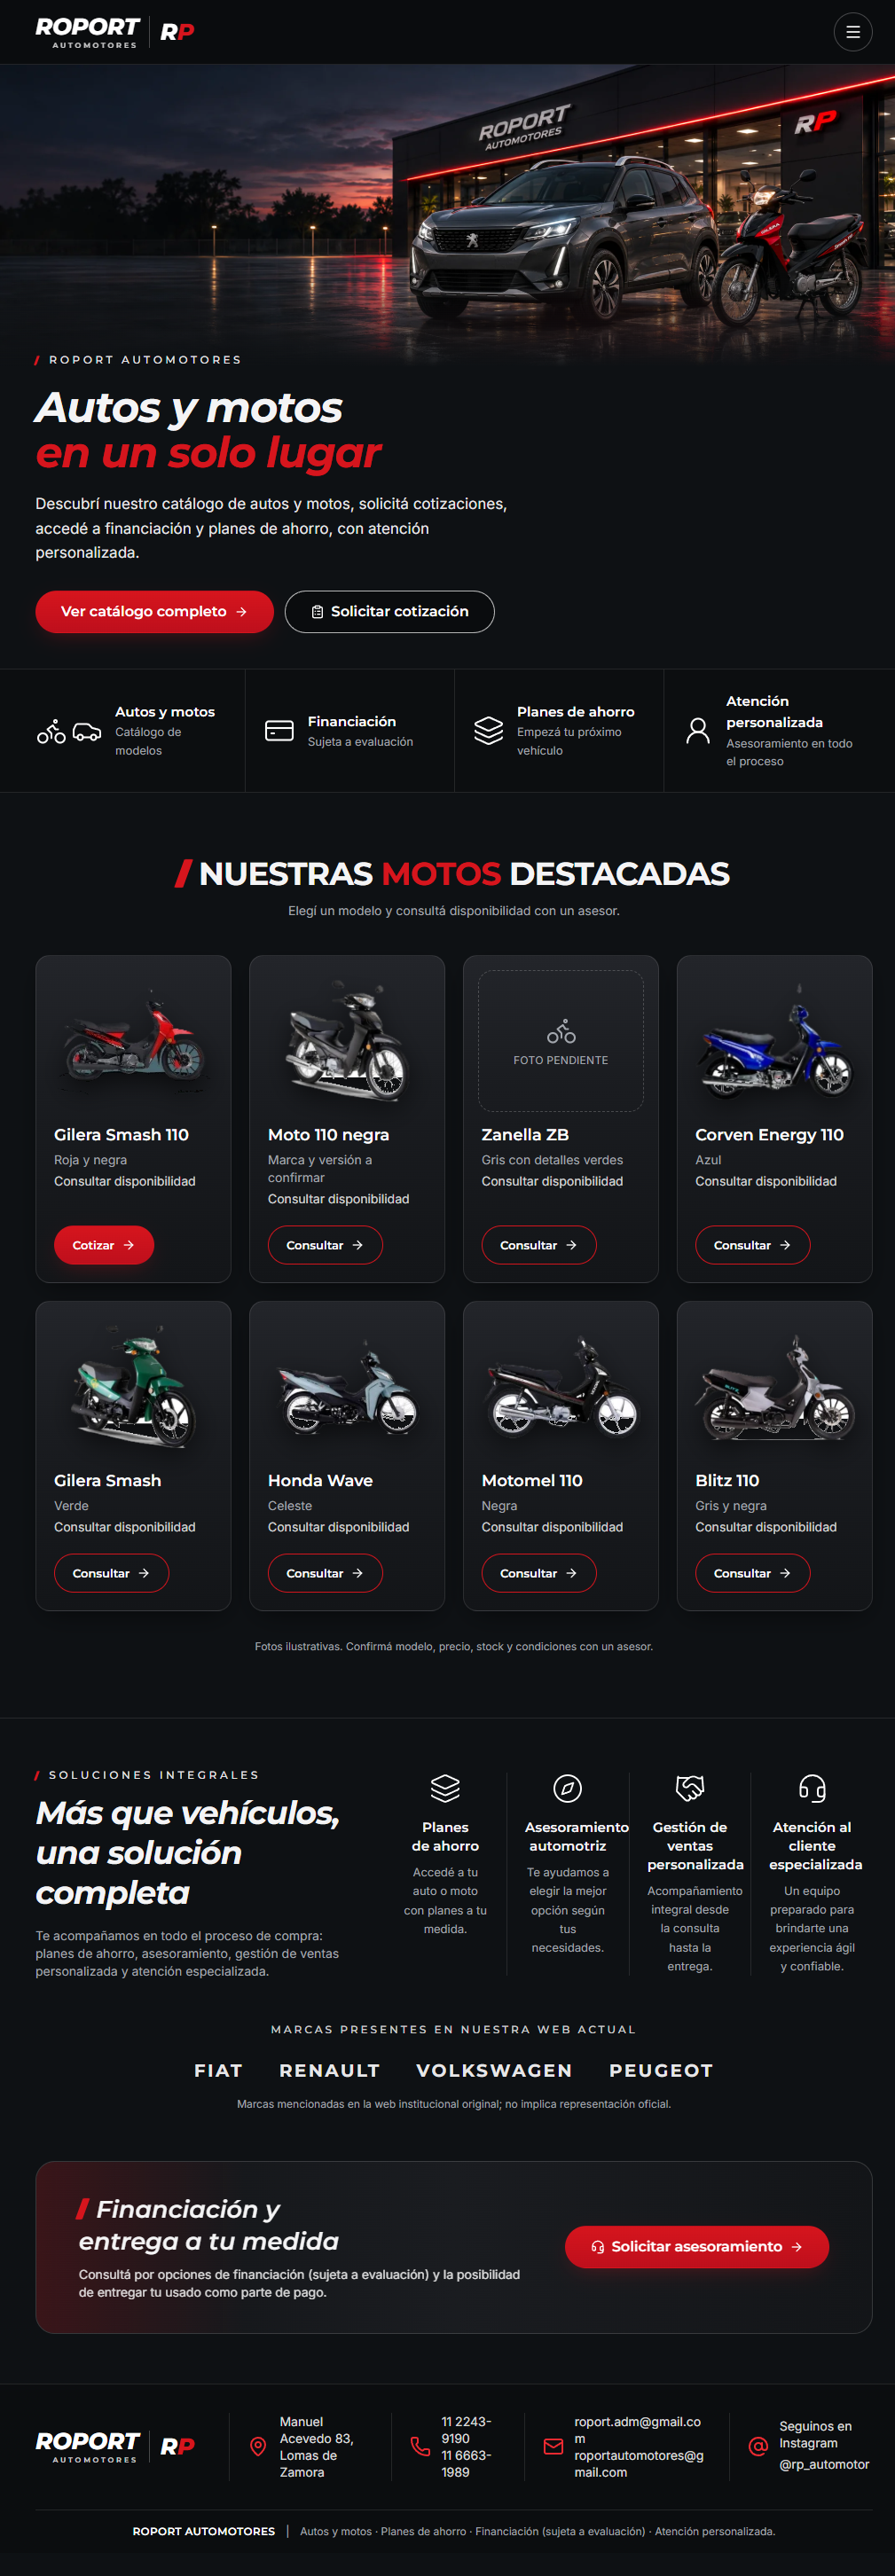 ROPORT
AUTOMOTORES
RP
ROPORT
AUTOMOTORES
RP
ROPORT AUTOMOTORES
Autos y motos
en un solo lugar
Descubrí nuestro catálogo de autos y motos, solicitá cotizaciones,
accedé a financiación y planes de ahorro, con atención
personalizada.
Ver catálogo completo →
Solicitar cotización
Autos y motos
Catálogo de
modelos
Financiación
Sujeta a evaluación
Planes de ahorro
Empezá tu próximo
vehículo
Atención
personalizada
Asesoramiento en todo
el proceso
NUESTRAS MOTOS DESTACADAS
Elegí un modelo y consultá disponibilidad con un asesor.
Gilera Smash 110
Roja y negra
Consultar disponibilidad
Cotizar →
Moto 110 negra
Marca y versión a
confirmar
Consultar disponibilidad
Consultar →
FOTO PENDIENTE
Zanella ZB
Gris con detalles verdes
Consultar disponibilidad
Consultar →
Corven Energy 110
Azul
Consultar disponibilidad
Consultar →
Gilera Smash
Verde
Consultar disponibilidad
Consultar →
Honda Wave
Celeste
Consultar disponibilidad
Consultar →
Motomel 110
Negra
Consultar disponibilidad
Consultar →
Blitz 110
Gris y negra
Consultar disponibilidad
Consultar →
Fotos ilustrativas. Confirmá modelo, precio, stock y condiciones con un asesor.
SOLUCIONES INTEGRALES
Más que vehículos,
una solución
completa
Te acompañamos en todo el proceso de compra:
planes de ahorro, asesoramiento, gestión de ventas
personalizada y atención especializada.
Planes
de ahorro
Accedé a tu
auto o moto
con planes a tu
medida.
Asesoramiento
automotriz
Te ayudamos a
elegir la mejor
opción según
tus
necesidades.
Gestión de
ventas
personalizada
Acompañamiento
integral desde
la consulta
hasta la
entrega.
Atención al
cliente
especializada
Un equipo
preparado para
brindarte una
experiencia ágil
y confiable.
MARCAS PRESENTES EN NUESTRA WEB ACTUAL
FIAT RENAULT VOLKSWAGEN PEUGEOT
Marcas mencionadas en la web institucional original; no implica representación oficial.
Financiación y
entrega a tu medida
Consultá por opciones de financiación (sujeta a evaluación) y la posibilidad
de entregar tu usado como parte de pago.
Solicitar asesoramiento →
ROPORT
AUTOMOTORES
RP
Manuel
Acevedo 83,
Lomas de
Zamora
11 2243-
9190
11 6663-
1989
roport.adm@gmail.co
m
roportautomotores@g
mail.com
Seguinos en
Instagram
@rp_automotor
ROPORT AUTOMOTORES | Autos y motos · Planes de ahorro · Financiación (sujeta a evaluación) · Atención personalizada.